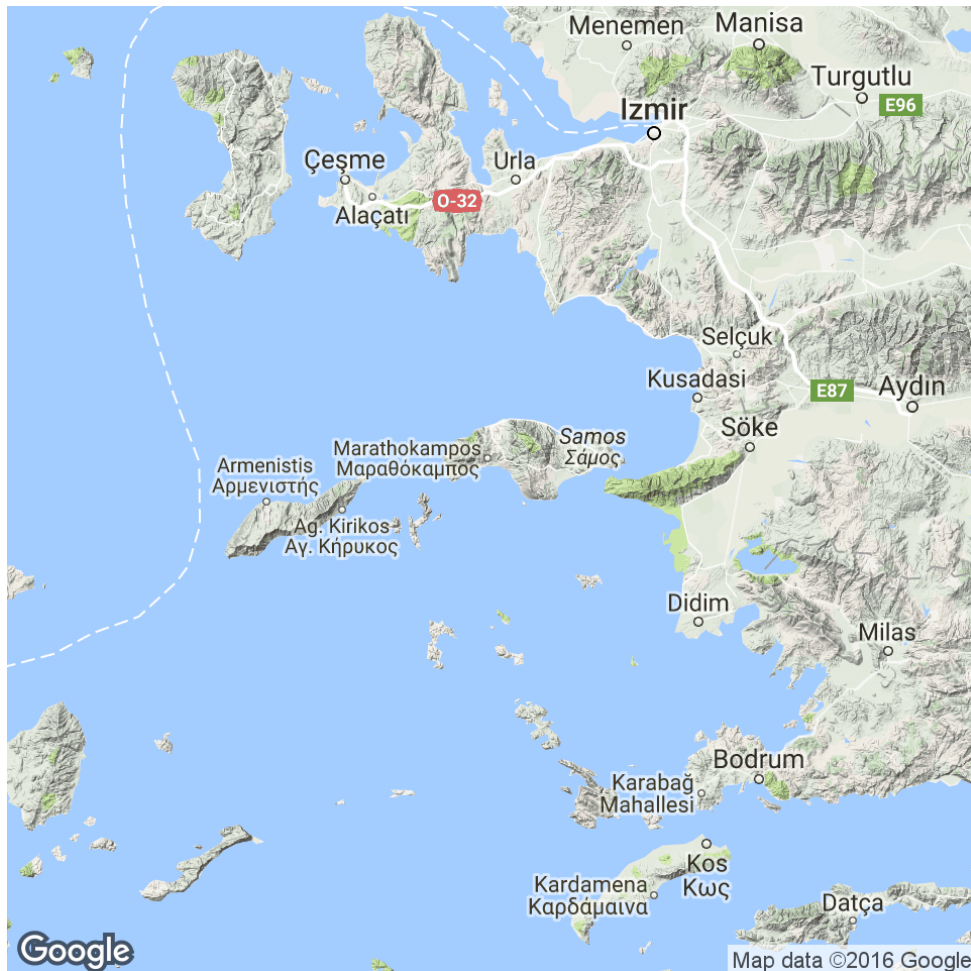 Menemen
Manisa
Turgutlu
E96
Izmir
Çeşme
Urla
Alaçatı
O-32
Selçuk
Kusadasi
E87
Aydın
Söke
Marathokampos
Μαραθόκαμπος
Samos
Σάμος
Armenistis
Αρμενιστής
Ag. Kirikos
Αγ. Κήρυκος
Didim
Milas
Bodrum
Karabağ
Mahallesi
Kos
Κως
Kardamena
Καρδάμαινα
Datça
Google
Map data ©2016 Google